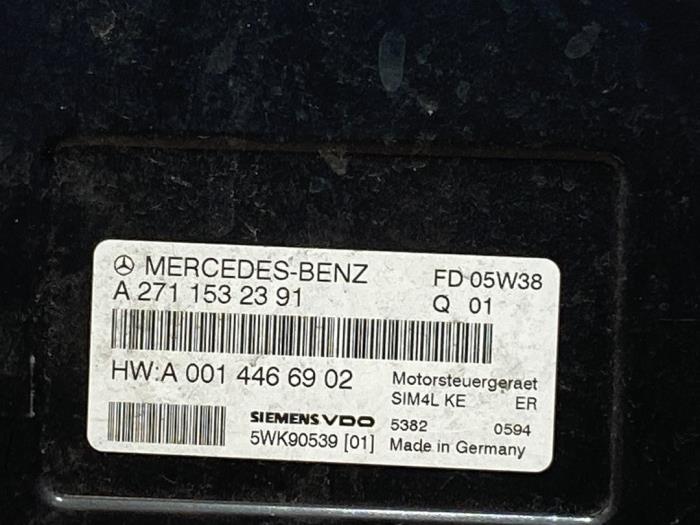 MERCEDES-BENZ FD 05W38
A 271 153 23 91 Q 01
HW:A 001 446 69 02
Motorsteuergeraet
SIM4L KE ER
SIEMENS VDO 5382 0594
5WK90539 [01] Made in Germany